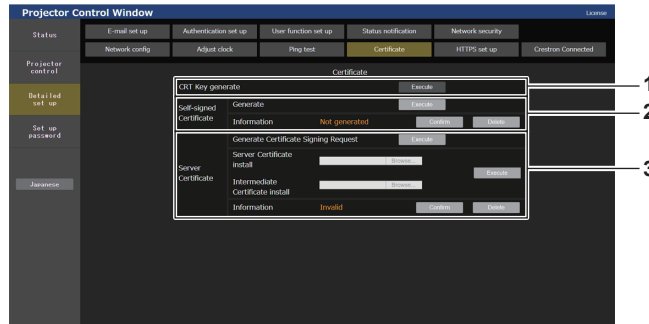 Projector Control Window License
Status E-mail set up Authentication set up User function set up Status notification Network security
Network config Adjust clock Ping test Certificate HTTPS set up Crestron Connected
Projector control
Detailed set up
Set up password
Japanese
Certificate
CRT Key generate Execute 1
Self-signed Certificate Generate Execute 2
Information Not generated Confirm Delete
Server Certificate Generate Certificate Signing Request Execute 3
Server Certificate install Browse... Execute
Intermediate Certificate install Browse...
Information Invalid Confirm Delete